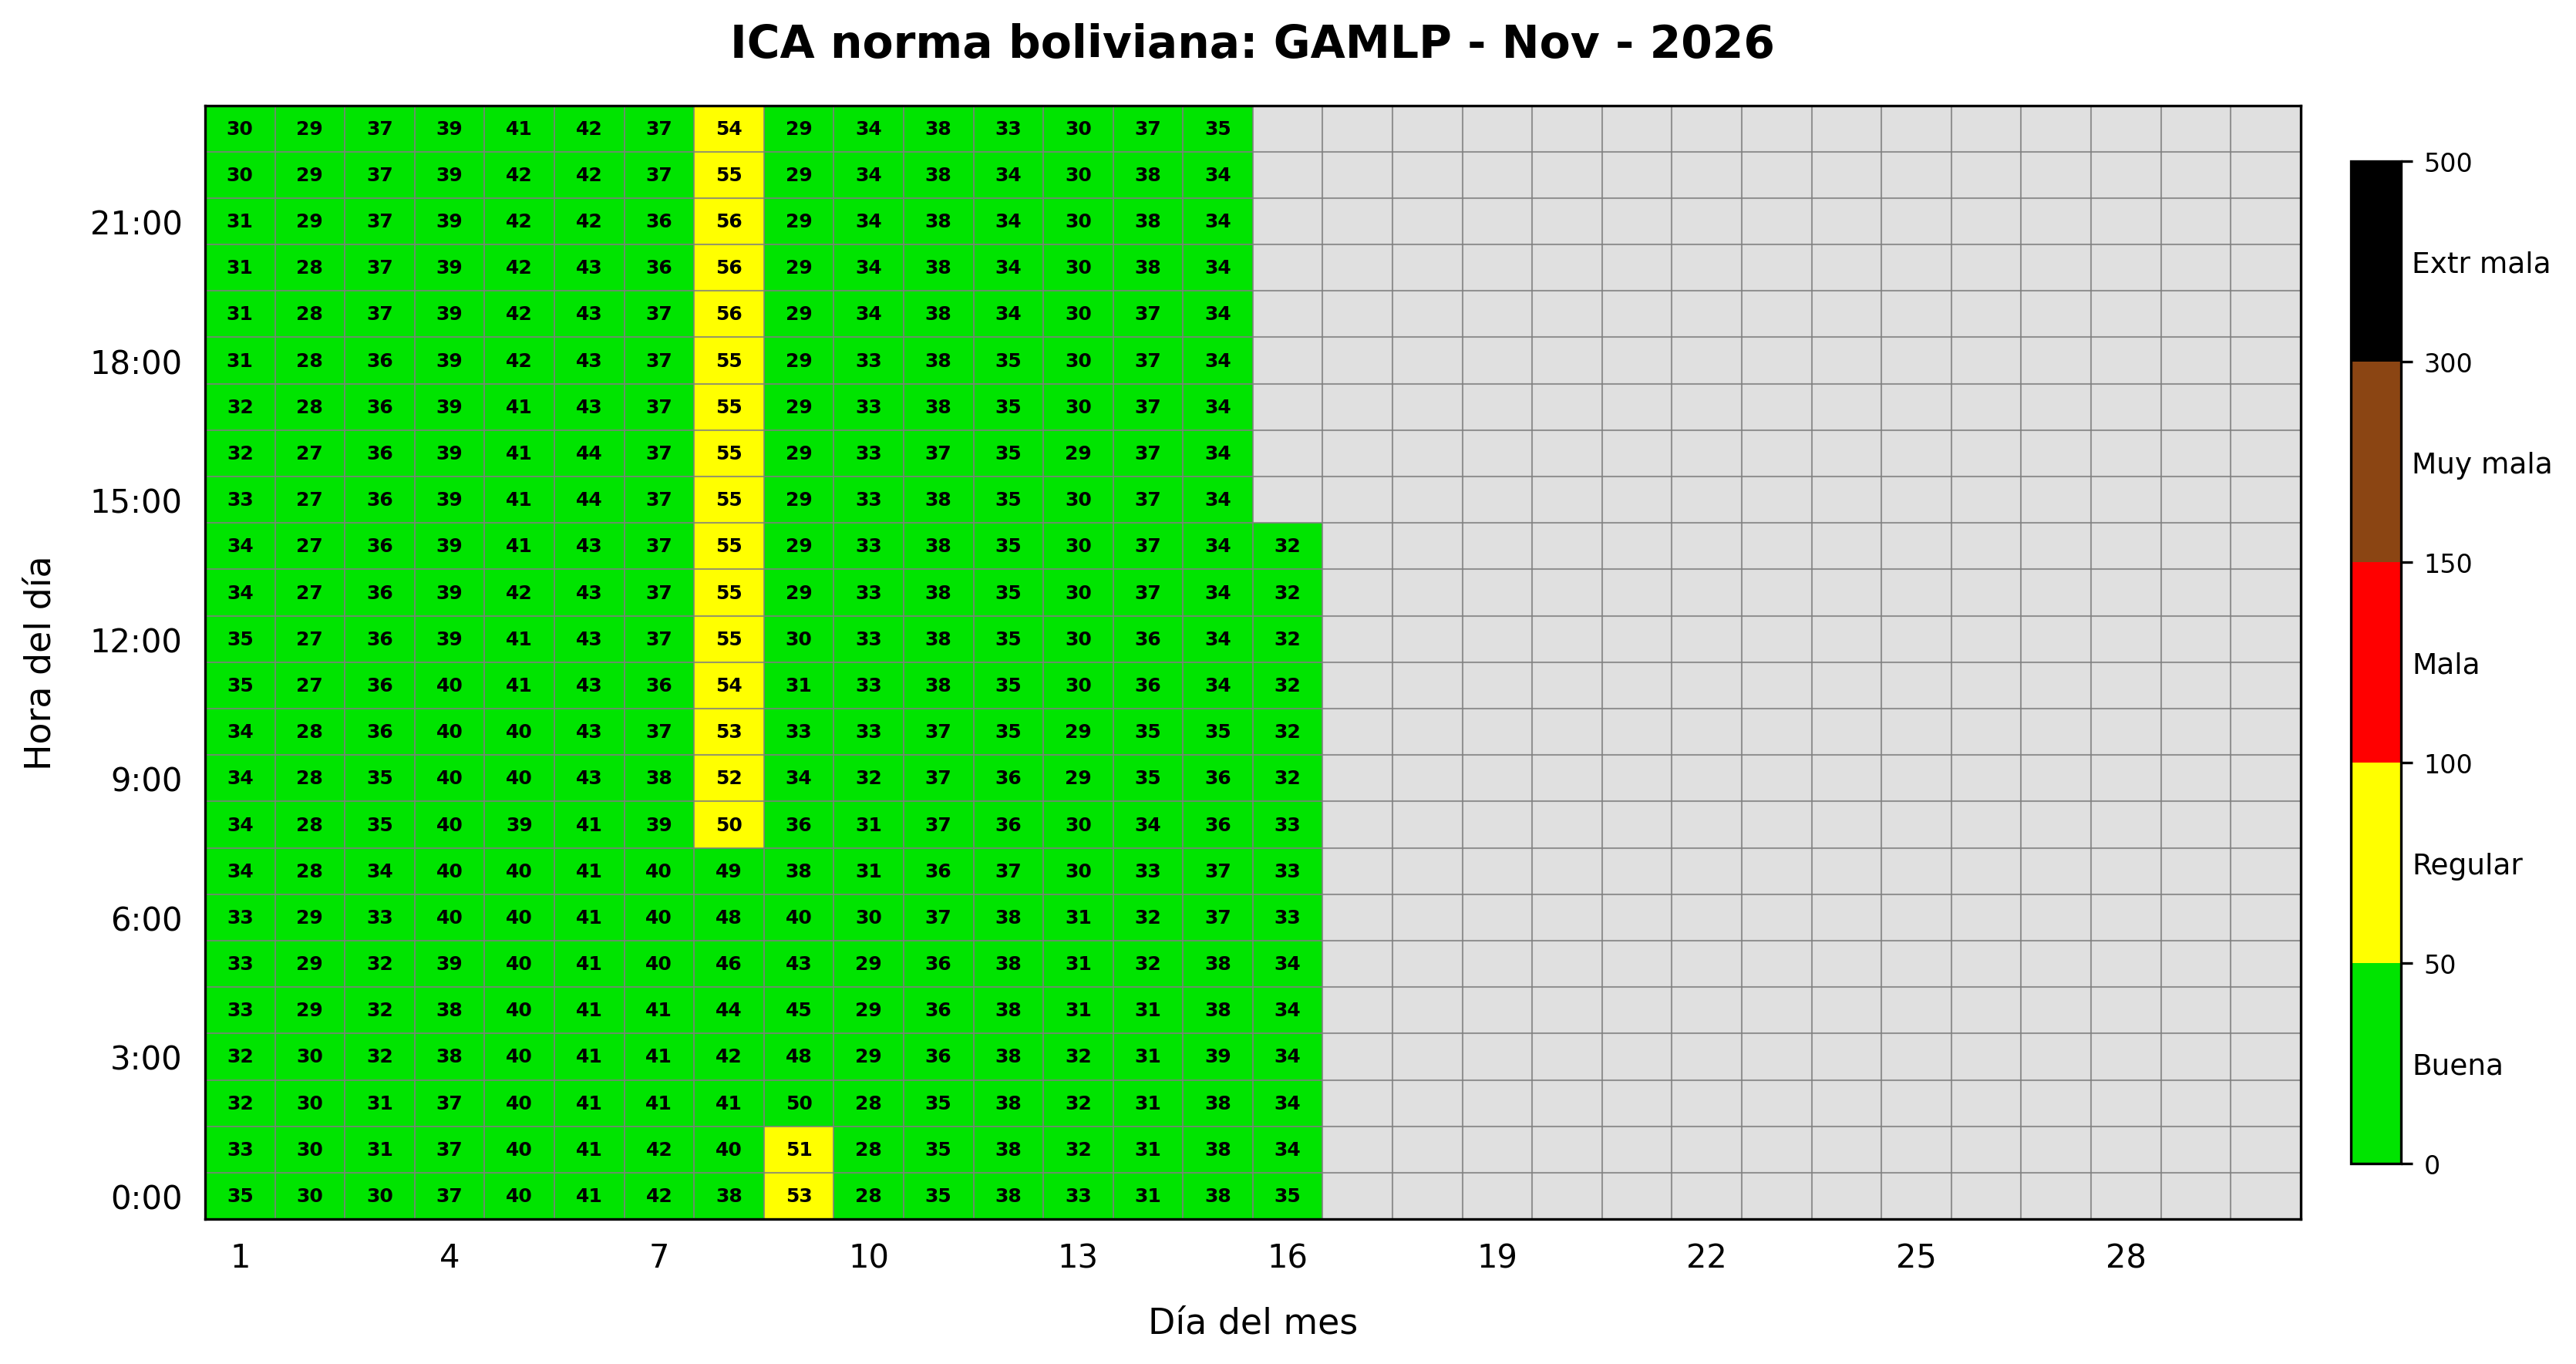 ICA norma boliviana: GAMLP - Nov - 2026
30 29 37 39 41 42 37 54 29 34 38 33 30 37 35
30 29 37 39 42 42 37 55 29 34 38 34 30 38 34
21:00 31 29 37 39 42 42 36 56 29 34 38 34 30 38 34
31 28 37 39 42 43 36 56 29 34 38 34 30 38 34
31 28 37 39 42 43 37 56 29 34 38 34 30 37 34
18:00 31 28 36 39 42 43 37 55 29 33 38 35 30 37 34
32 28 36 39 41 43 37 55 29 33 38 35 30 37 34
32 27 36 39 41 44 37 55 29 33 37 35 29 37 34
15:00 33 27 36 39 41 44 37 55 29 33 38 35 30 37 34
34 27 36 39 41 43 37 55 29 33 38 35 30 37 34 32
34 27 36 39 42 43 37 55 29 33 38 35 30 37 34 32
12:00 35 27 36 39 41 43 37 55 30 33 38 35 30 36 34 32
35 27 36 40 41 43 36 54 31 33 38 35 30 36 34 32
34 28 36 40 40 43 37 53 33 33 37 35 29 35 35 32
9:00 34 28 35 40 40 43 38 52 34 32 37 36 29 35 36 32
34 28 35 40 39 41 39 50 36 31 37 36 30 34 36 33
34 28 34 40 40 41 40 49 38 31 36 37 30 33 37 33
6:00 33 29 33 40 40 41 40 48 40 30 37 38 31 32 37 33
33 29 32 39 40 41 40 46 43 29 36 38 31 32 38 34
33 29 32 38 40 41 41 44 45 29 36 38 31 31 38 34
3:00 32 30 32 38 40 41 41 42 48 29 36 38 32 31 39 34
32 30 31 37 40 41 41 41 50 28 35 38 32 31 38 34
33 30 31 37 40 41 42 40 51 28 35 38 32 31 38 34
0:00 35 30 30 37 40 41 42 38 53 28 35 38 33 31 38 35
1 4 7 10 13 16 19 22 25 28
Día del mes
Hora del día
500
Extr mala
300
Muy mala
150
Mala
100
Regular
50
Buena
0